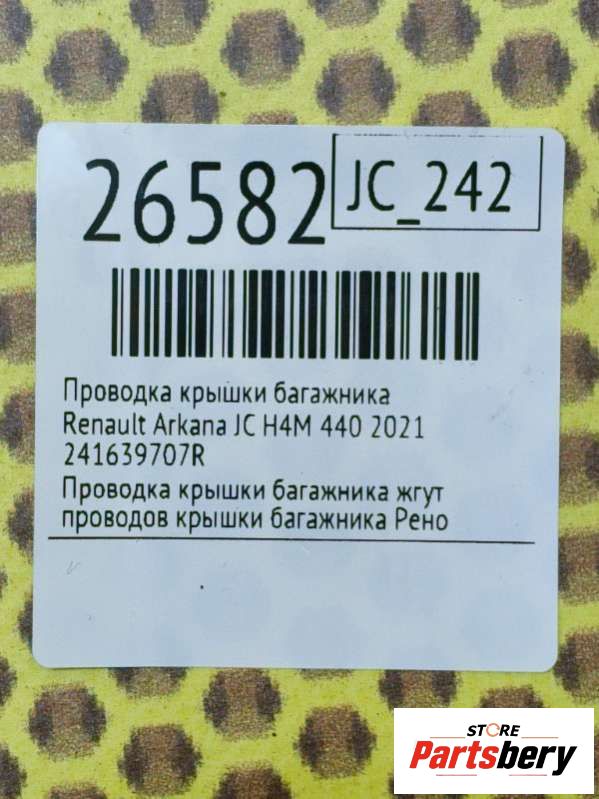 26582
JC_242
Проводка крышки багажника
Renault Arkana JC H4M 440 2021
241639707R
Проводка крышки багажника жгут
проводов крышки багажника Рено
STORE
Partsbery